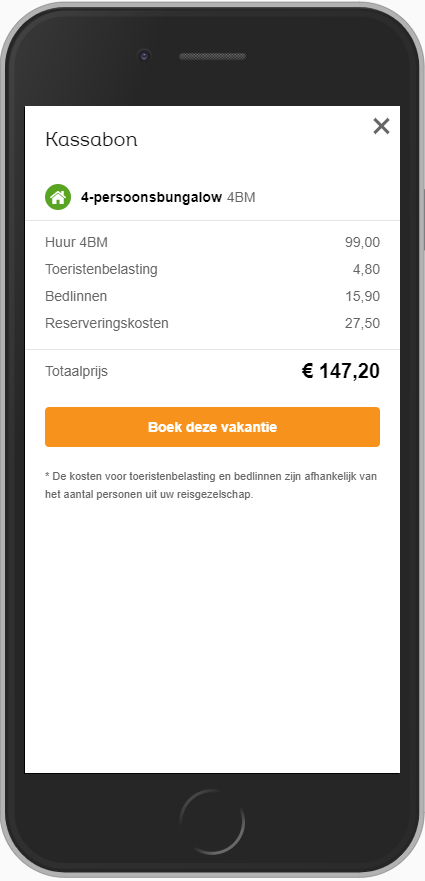 Kassabon
4-persoonsbungalow 4BM
Huur 4BM 99,00
Toeristenbelasting 4,80
Bedlinnen 15,90
Reserveringskosten 27,50
Totaalprijs € 147,20
Boek deze vakantie
* De kosten voor toeristenbelasting en bedlinnen zijn afhankelijk van
het aantal personen uit uw reisgezelschap.